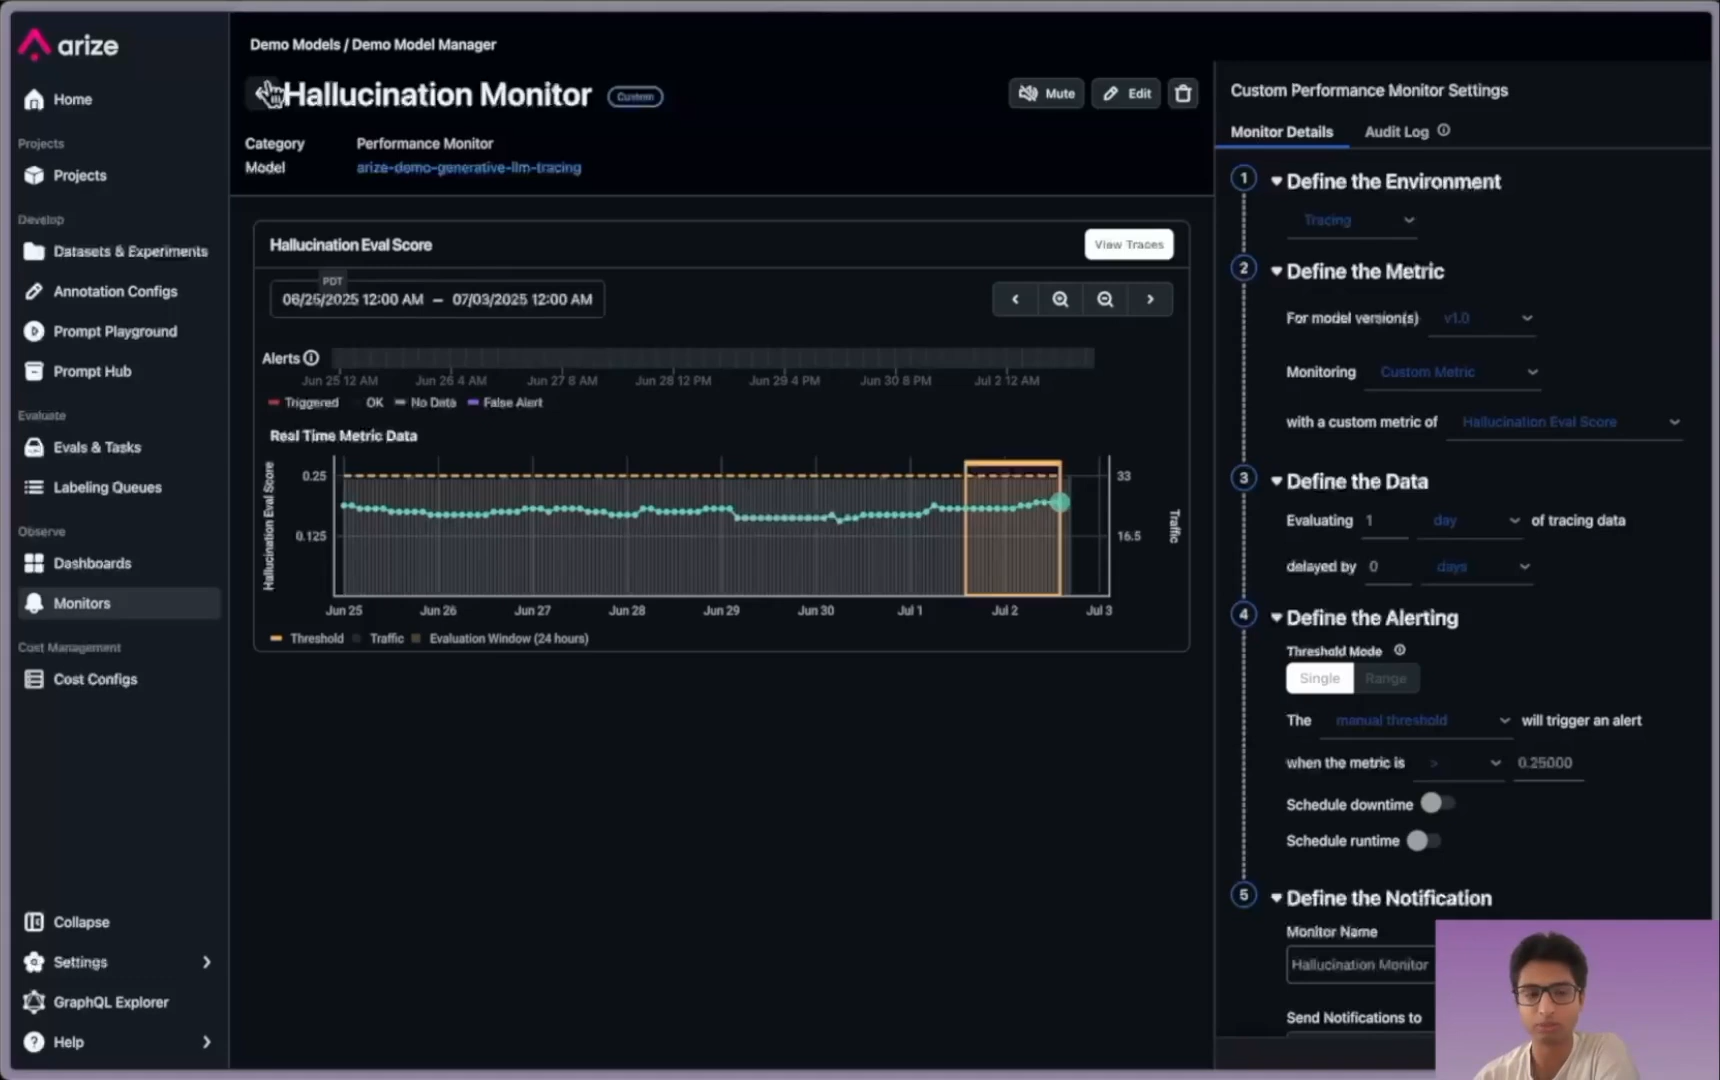 arize
Home
Projects
Projects
Develop
Datasets & Experiments
Annotation Configs
Prompt Playground
Prompt Hub
Evaluate
Evals & Tasks
Labeling Queues
Observe
Dashboards
Monitors
Cost Management
Cost Configs
Collapse
Settings
GraphQL Explorer
Help
Demo Models / Demo Model Manager
Hallucination Monitor Custom
Mute Edit
Category Performance Monitor
Model arize-demo-generative-llm-tracing
Hallucination Eval Score
View Traces
PDT
06/25/2025 12:00 AM – 07/03/2025 12:00 AM
Alerts
Jun 25 12 AM Jun 26 4 AM Jun 27 8 AM Jun 28 12 PM Jun 29 4 PM Jun 30 8 PM Jul 2 12 AM
Triggered OK No Data False Alert
Real Time Metric Data
Hallucination Eval Score
0.25
0.125
33
16.5
Traffic
Jun 25 Jun 26 Jun 27 Jun 28 Jun 29 Jun 30 Jul 1 Jul 2 Jul 3
Threshold Traffic Evaluation Window (24 hours)
Custom Performance Monitor Settings
Monitor Details Audit Log
1 Define the Environment
Tracing
2 Define the Metric
For model version(s) v1.0
Monitoring Custom Metric
with a custom metric of Hallucination Eval Score
3 Define the Data
Evaluating 1 day of tracing data
delayed by 0 days
4 Define the Alerting
Threshold Mode
Single Range
The manual threshold will trigger an alert
when the metric is > 0.25000
Schedule downtime
Schedule runtime
5 Define the Notification
Monitor Name
Hallucination Monitor
Send Notifications to